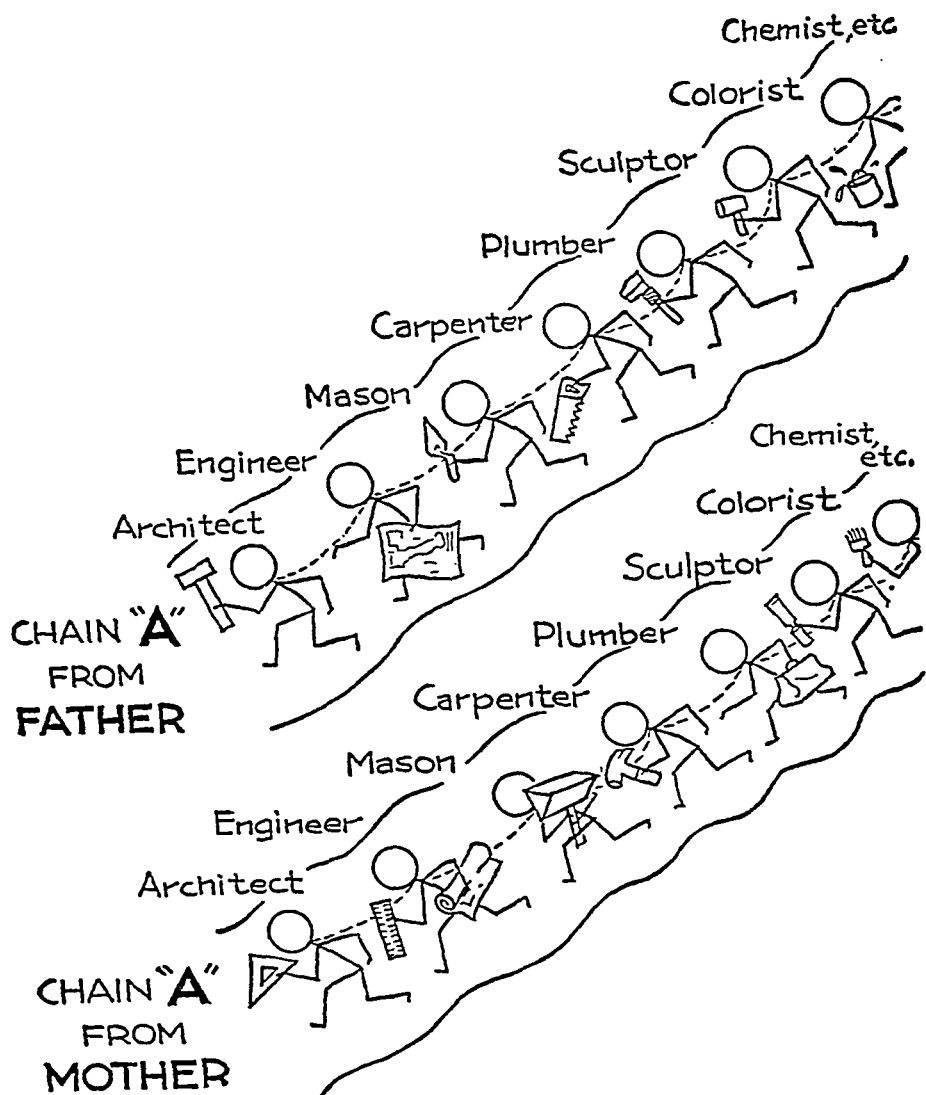 Chemist, etc
Colorist
Sculptor
Plumber
Carpenter
Mason
Engineer
Architect
CHAIN "A"
FROM
FATHER
Chemist,
etc.
Colorist
Sculptor
Plumber
Carpenter
Mason
Engineer
Architect
CHAIN "A"
FROM
MOTHER